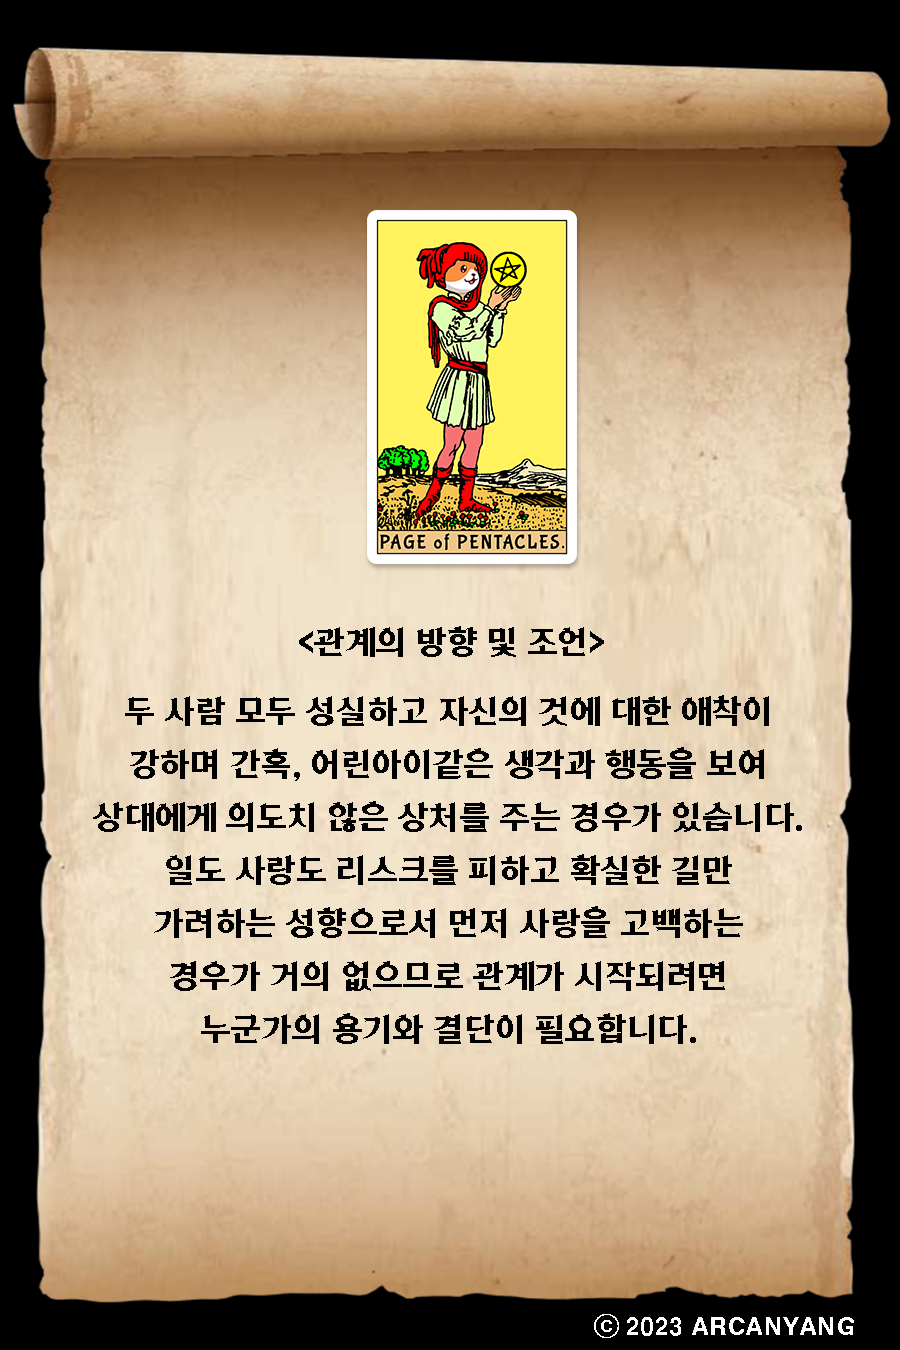 PAGE of PENTACLES.
<관계의 방향 및 조언>
두 사람 모두 성실하고 자신의 것에 대한 애착이
강하며 간혹, 어린아이같은 생각과 행동을 보여
상대에게 의도치 않은 상처를 주는 경우가 있습니다.
일도 사랑도 리스크를 피하고 확실한 길만
가려하는 성향으로서 먼저 사랑을 고백하는
경우가 거의 없으므로 관계가 시작되려면
누군가의 용기와 결단이 필요합니다.
ⓒ 2023 ARCANYANG